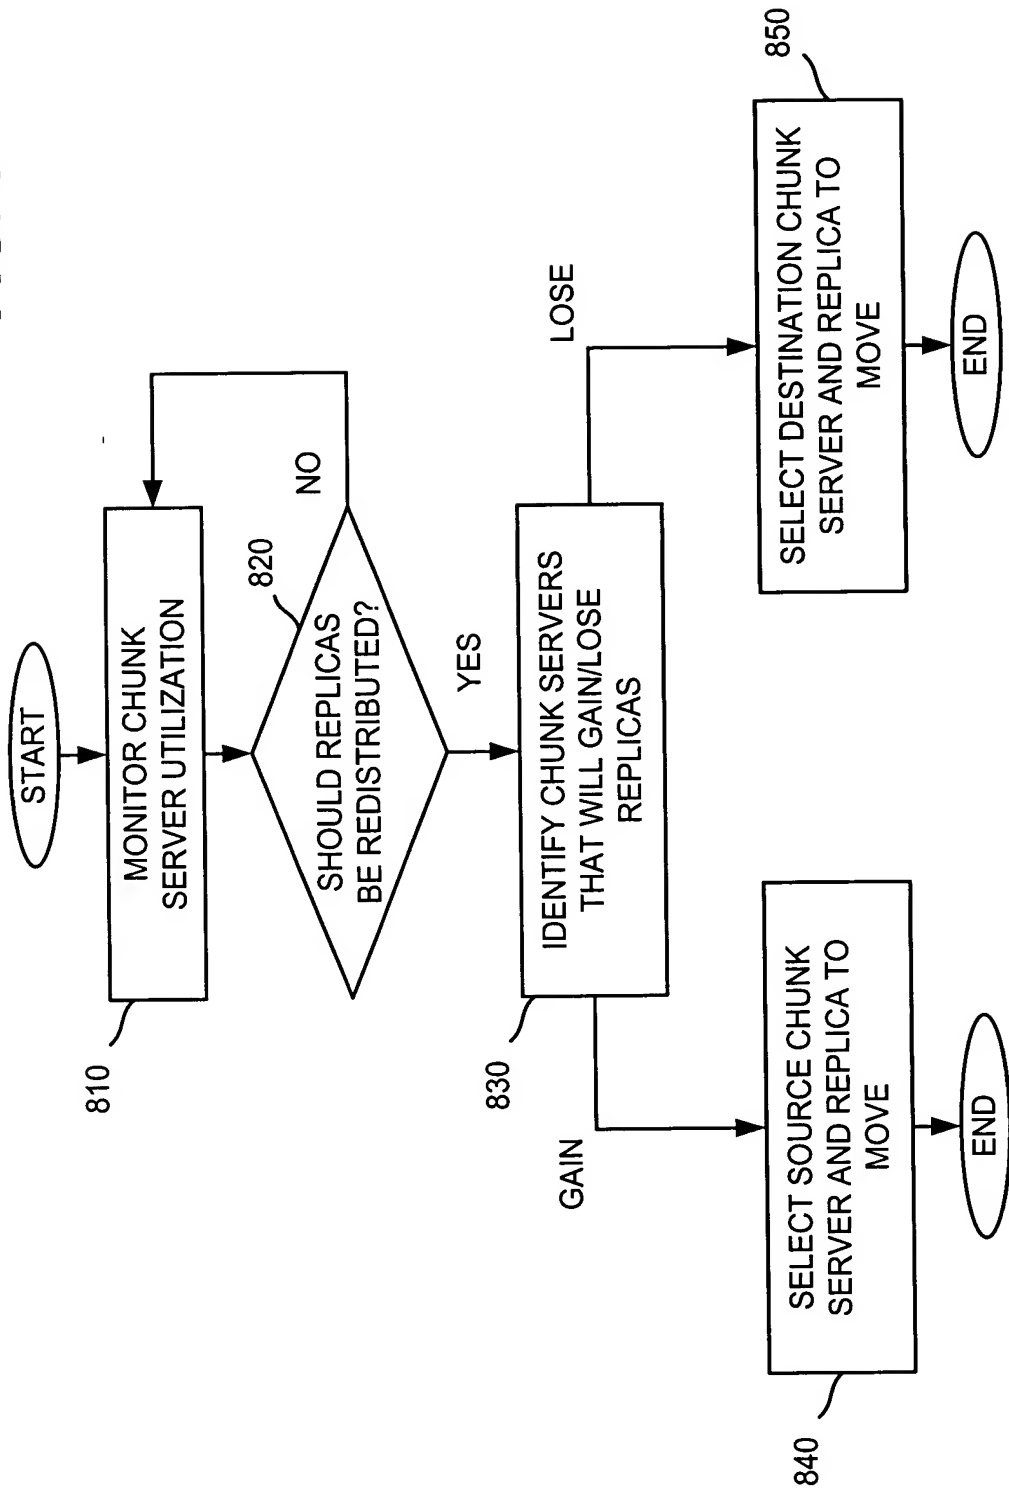 START
MONITOR CHUNK
SERVER UTILIZATION
810
SHOULD REPLICAS
BE REDISTRIBUTED?
820
NO
YES
IDENTIFY CHUNK SERVERS
THAT WILL GAIN/LOSE
REPLICAS
830
GAIN
LOSE
SELECT SOURCE CHUNK
SERVER AND REPLICA TO
MOVE
840
END
SELECT DESTINATION CHUNK
SERVER AND REPLICA TO
MOVE
850
END